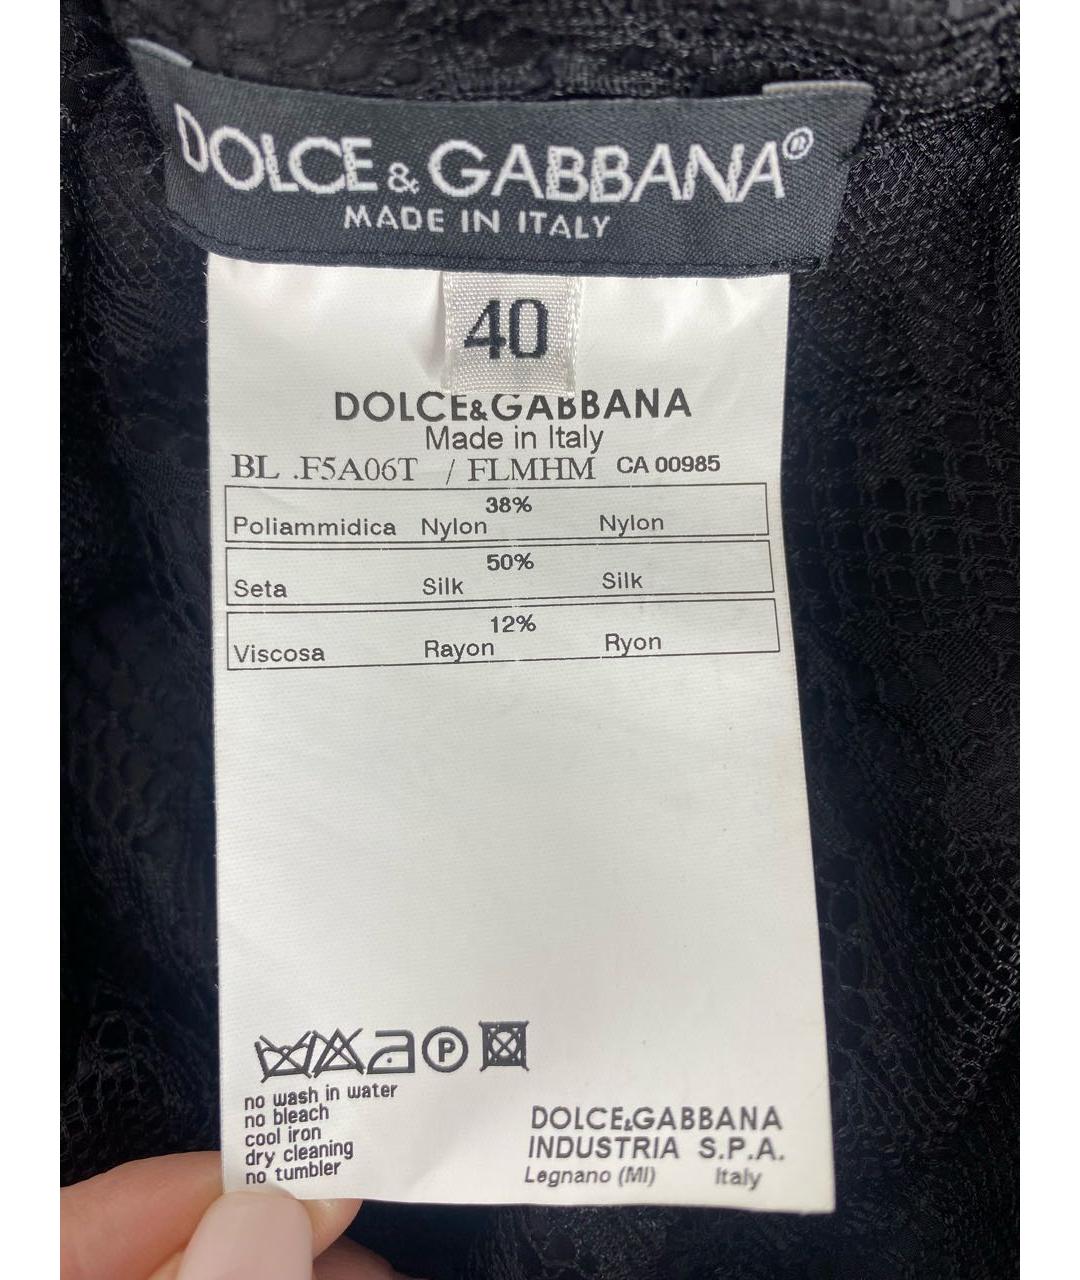 DOLCE & GABBANA®
MADE IN ITALY
40
DOLCE&GABBANA
Made in Italy
BL .F5A06T / FLMHM CA 00985
38%
Poliammidica Nylon Nylon
50%
Seta Silk Silk
12%
Viscosa Rayon Ryon
P
no wash in water
no bleach
cool iron
dry cleaning
no tumbler
DOLCE&GABBANA
INDUSTRIA S.P.A.
Legnano (MI) Italy